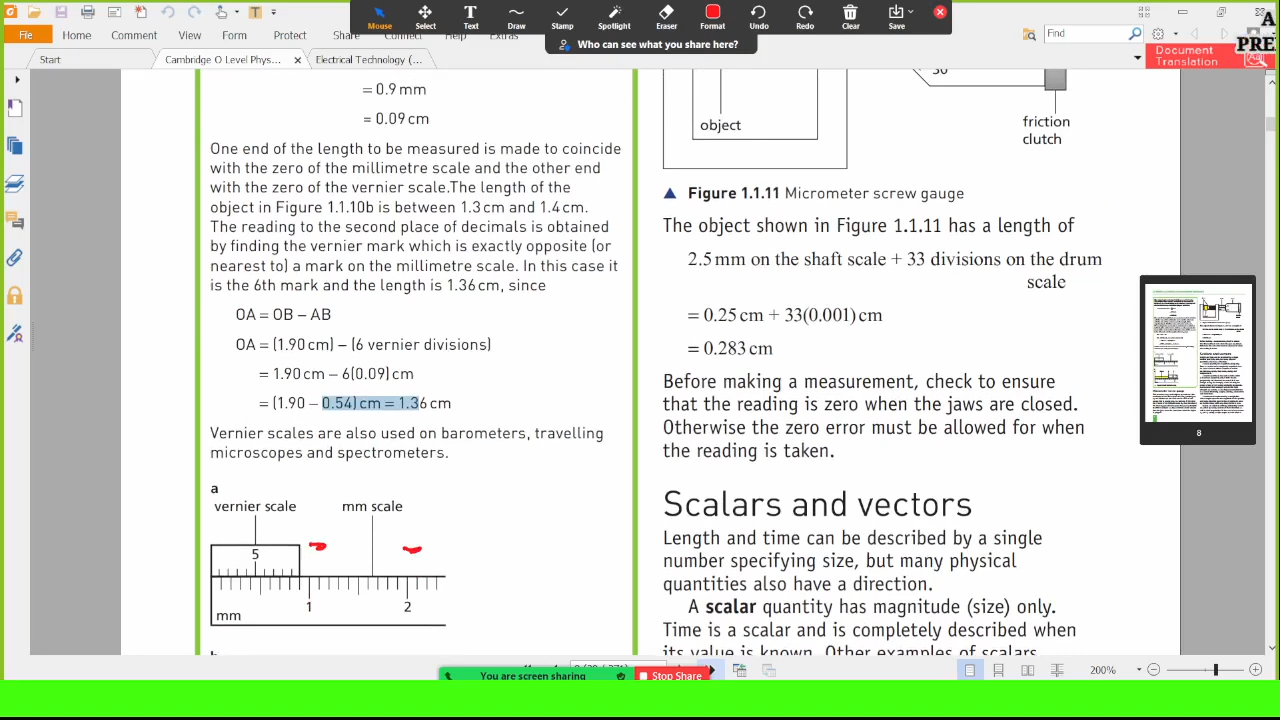 Mouse
Select
Text
Draw
Stamp
Spotlight
Eraser
Format
Undo
Redo
Clear
Save
Who can see what you share here?
File
Home
Comment
View
Form
Protect
Share
Connect
Help
Extras
Find
PRE
Document
Translation
Start
Cambridge O Level Phys...
Electrical Technology (...
= 0.9 mm
= 0.09 cm
One end of the length to be measured is made to coincide
with the zero of the millimetre scale and the other end
with the zero of the vernier scale.The length of the
object in Figure 1.1.10b is between 1.3 cm and 1.4 cm.
The reading to the second place of decimals is obtained
by finding the vernier mark which is exactly opposite (or
nearest to) a mark on the millimetre scale. In this case it
is the 6th mark and the length is 1.36 cm, since
OA = OB − AB
OA = (1.90 cm) − (6 vernier divisions)
= 1.90 cm − 6(0.09) cm
= (1.90 − 0.54) cm = 1.36 cm
Vernier scales are also used on barometers, travelling
microscopes and spectrometers.
a
vernier scale
mm scale
5
1
2
mm
object
30
friction
clutch
▲ Figure 1.1.11 Micrometer screw gauge
The object shown in Figure 1.1.11 has a length of
2.5 mm on the shaft scale + 33 divisions on the drum
scale
= 0.25 cm + 33(0.001) cm
= 0.283 cm
Before making a measurement, check to ensure
that the reading is zero when the jaws are closed.
Otherwise the zero error must be allowed for when
the reading is taken.
Scalars and vectors
Length and time can be described by a single
number specifying size, but many physical
quantities also have a direction.
A scalar quantity has magnitude (size) only.
Time is a scalar and is completely described when
its value is known. Other examples of scalars
8
You are screen sharing
Stop Share
200%